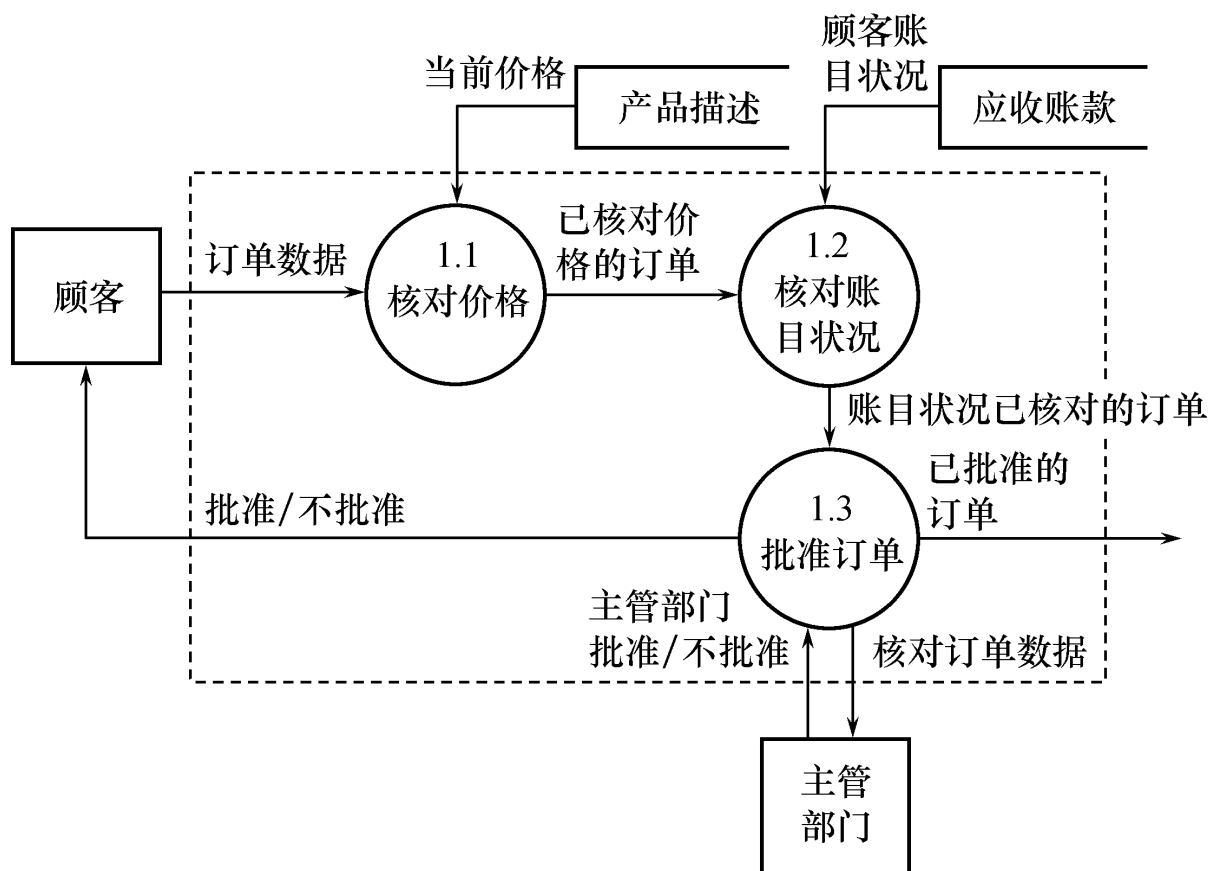 顾客账
目状况
当前价格
产品描述
应收账款
订单数据
1.1
核对价格
已核对价
格的订单
1.2
核对账
目状况
顾客
账目状况已核对的订单
已批准的
订单
批准/不批准
1.3
批准订单
主管部门
批准/不批准
核对订单数据
主管
部门